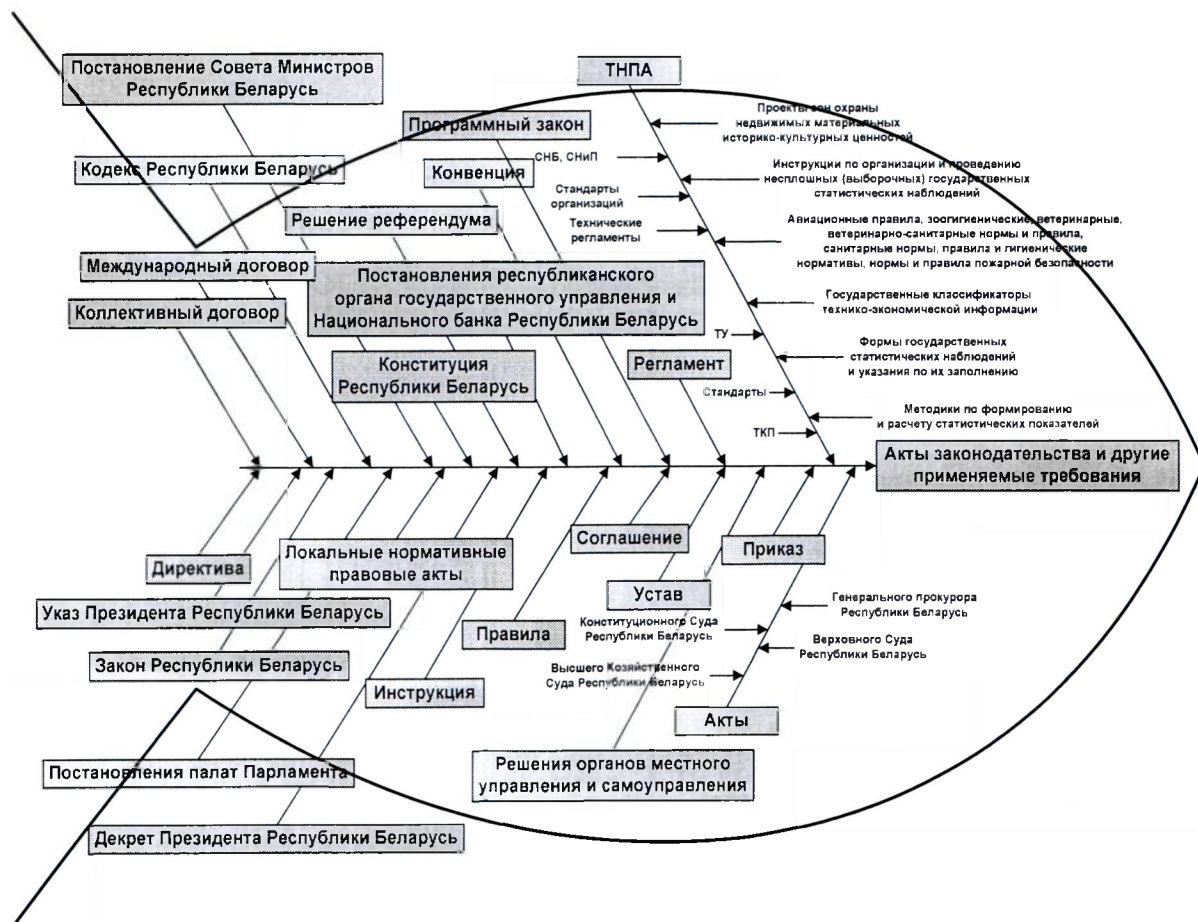 Постановление Совета Министров
Республики Беларусь
ТНПА
Программный закон
Проекты зон охраны
недвижимых материальных
историко-культурных ценностей
СНБ, СНиП
Кодекс Республики Беларусь
Конвенция
Инструкции по организации и проведению
несплошных (выборочных) государственных
статистических наблюдений
Стандарты
организаций
Решение референдума
Технические
регламенты
Авиационные правила, зоогигиенические, ветеринарные,
ветеринарно-санитарные нормы и правила,
санитарные нормы, правила и гигиенические
нормативы, нормы и правила пожарной безопасности
Международный договор
Постановления республиканского
органа государственного управления и
Национального банка Республики Беларусь
Коллективный договор
Государственные классификаторы
технико-экономической информации
ТУ
Формы государственных
статистических наблюдений
и указания по их заполнению
Конституция
Республики Беларусь
Регламент
Стандарты
Методики по формированию
и расчету статистических показателей
ТКП
Акты законодательства и другие
применяемые требования
Соглашение
Приказ
Локальные нормативные
правовые акты
Директива
Устав
Генерального прокурора
Республики Беларусь
Указ Президента Республики Беларусь
Правила
Конституционного Суда
Республики Беларусь
Верховного Суда
Республики Беларусь
Закон Республики Беларусь
Высшего Хозяйственного
Суда Республики Беларусь
Инструкция
Акты
Постановления палат Парламента
Решения органов местного
управления и самоуправления
Декрет Президента Республики Беларусь